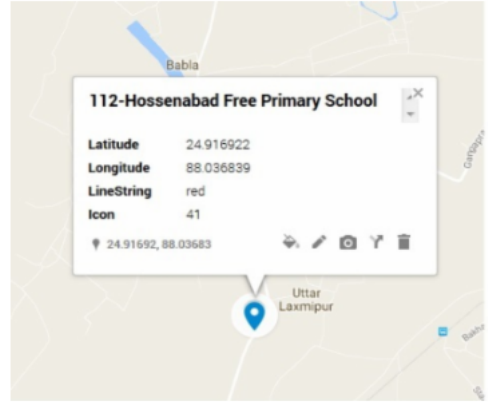 Babla
112-Hossenabad Free Primary School
Latitude 24.916922
Longitude 88.036839
LineString red
Icon 41
24.91692, 88.03683
Uttar
Laxmipur